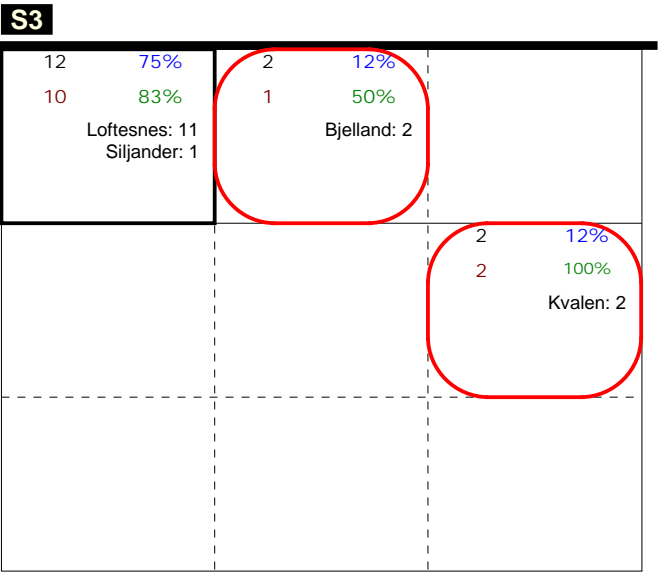 S3
12 75% 2 12%
10 83% 1 50%
Loftesnes: 11 Bjelland: 2
Siljander: 1
2 12%
2 100%
Kvalen: 2